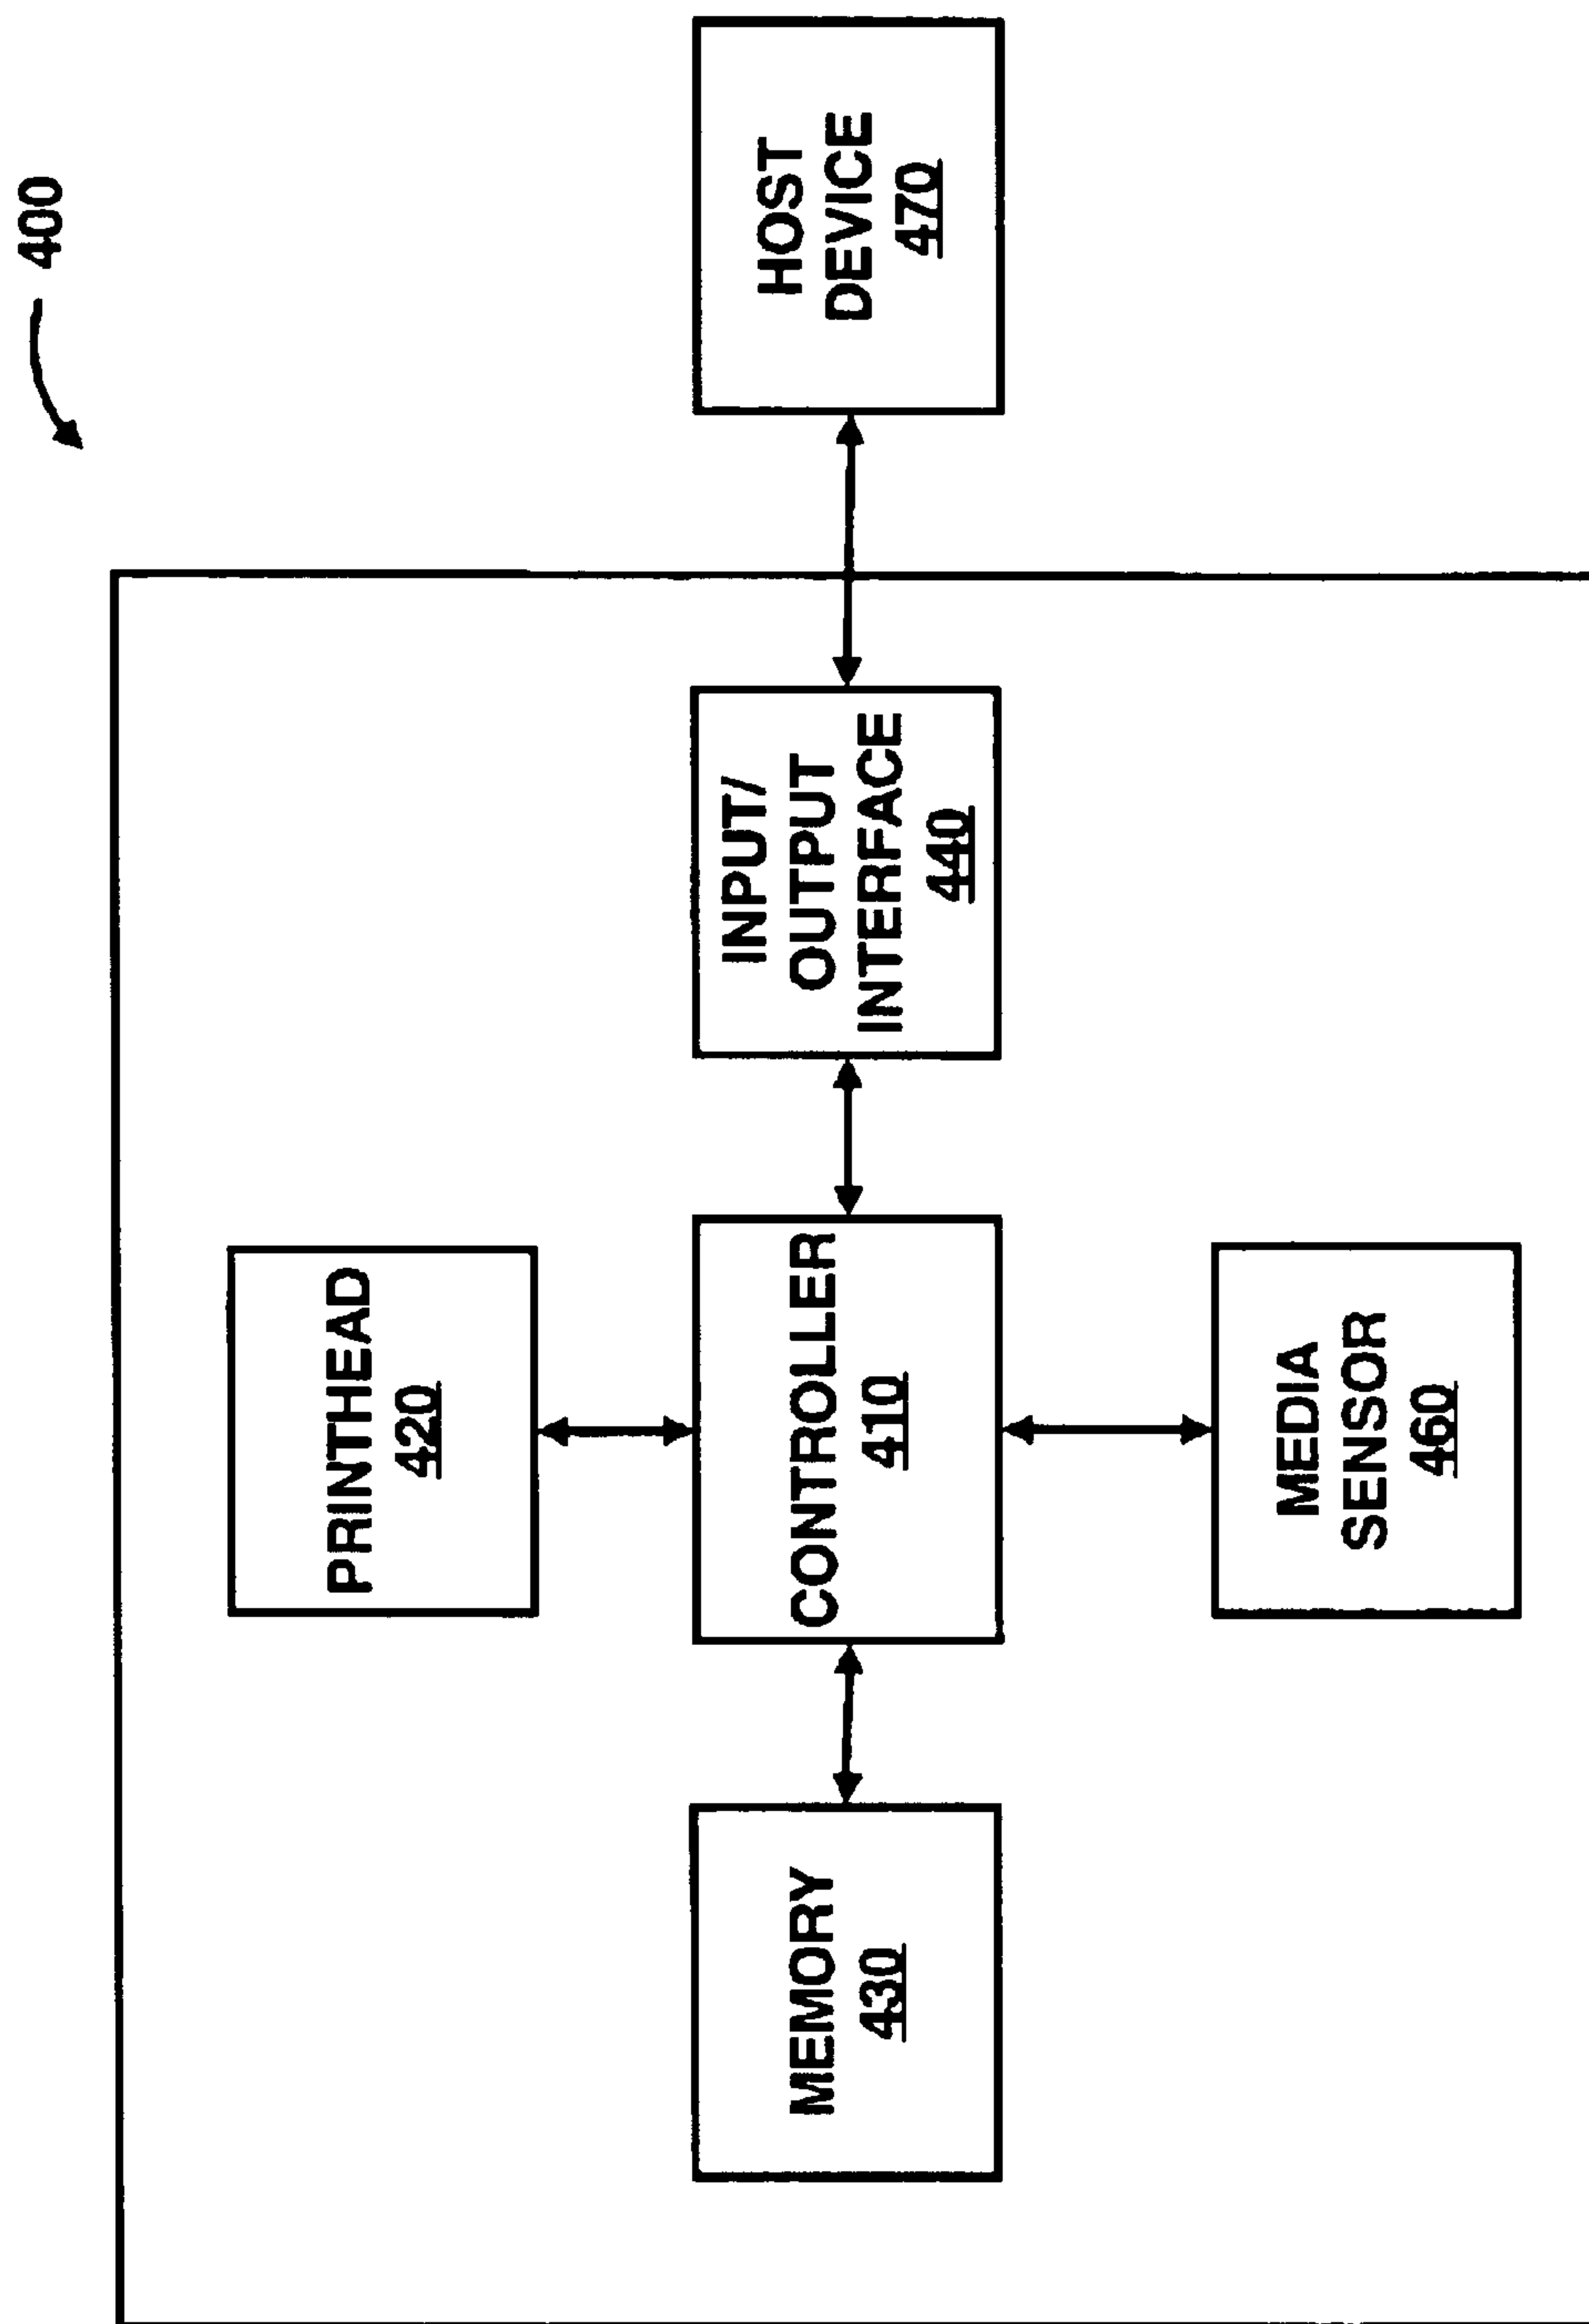 400
PRINTHEAD
420
MEMORY
430
CONTROLLER
410
INPUT/
OUTPUT
INTERFACE
440
HOST
DEVICE
470
MEDIA
SENSOR
460